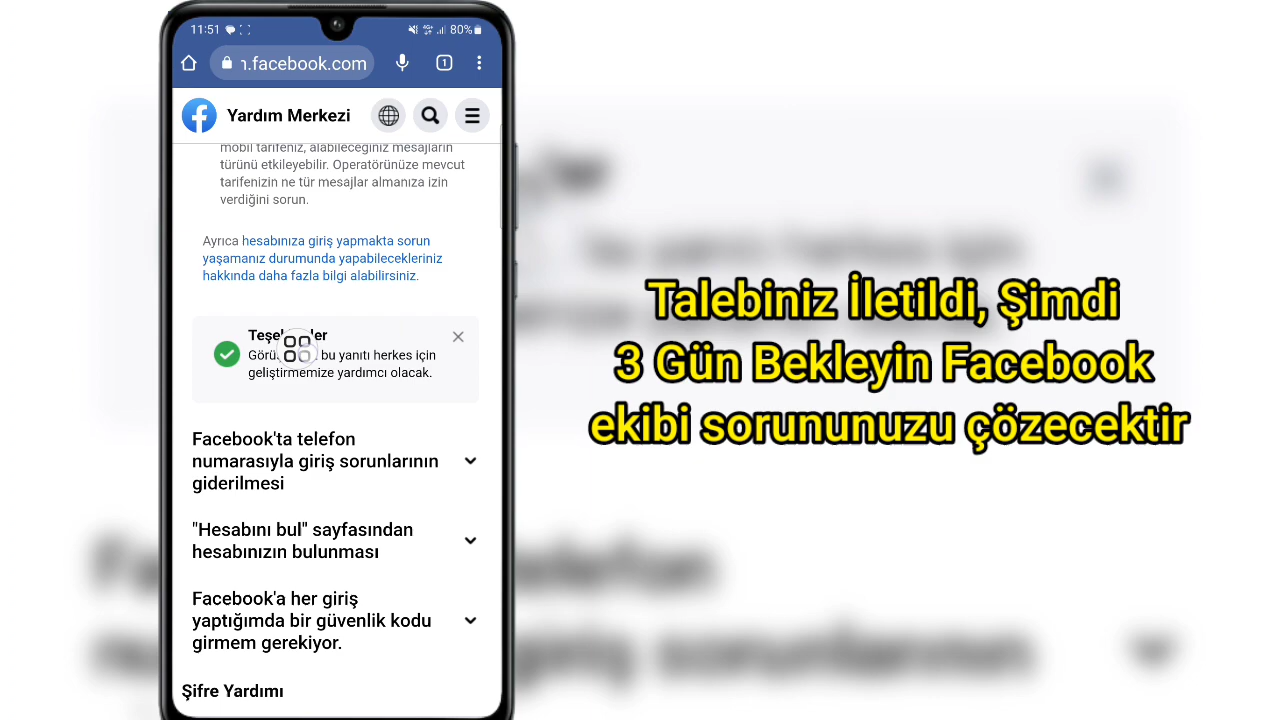 11:51
80%
ı.facebook.com
1
Yardım Merkezi
mobil tarifeniz, alabileceğiniz mesajların
türünü etkileyebilir. Operatörünüze mevcut
tarifenizin ne tür mesajlar almanıza izin
verdiğini sorun.
Ayrıca hesabınıza giriş yapmakta sorun
yaşamanız durumunda yapabilecekleriniz
hakkında daha fazla bilgi alabilirsiniz.
bu yanıtı herkes için
geliştirmemize yardımcı olacak.
Facebook'ta telefon
numarasıyla giriş sorunlarının
giderilmesi
"Hesabını bul" sayfasından
hesabınızın bulunması
Facebook'a her giriş
yaptığımda bir güvenlik kodu
girmem gerekiyor.
Şifre Yardımı
Talebiniz İletildi, Şimdi
3 Gün Bekleyin Facebook
ekibi sorununuzu çözecektir